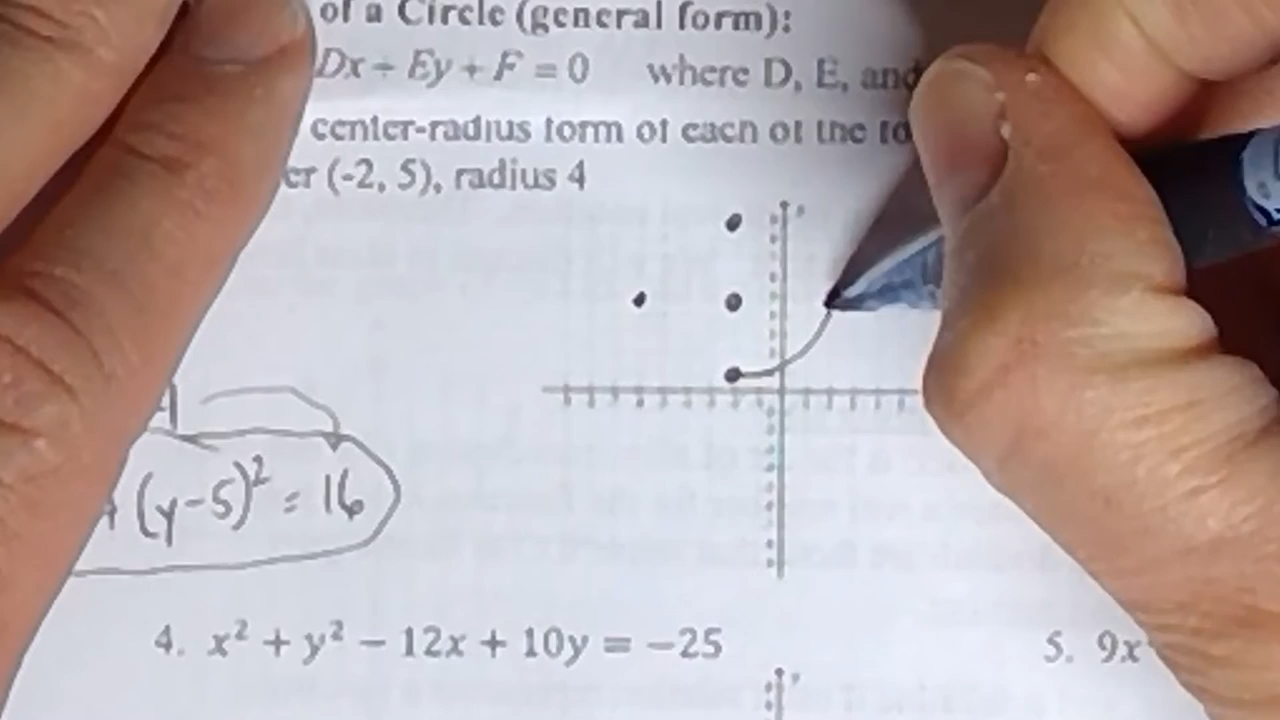 of a Circle (general form):
Dx + Ey + F = 0 where D, E, and
center-radius form of each of the fo
er (-2, 5), radius 4
(y-5)² = 16
4. x² + y² − 12x + 10y = −25
5. 9x